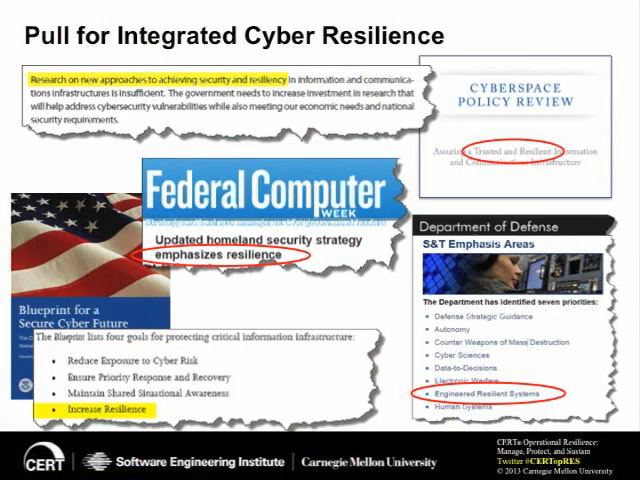 Pull for Integrated Cyber Resilience
Research on new approaches to achieving security and resiliency in information and communica-
tions infrastructures is insufficient. The government needs to increase investment in research that
will help address cybersecurity vulnerabilities while also meeting our economic needs and national
security requirements.
CYBERSPACE
POLICY REVIEW
Assuring a Trusted and Resilient Information
and Communications Infrastructure
Federal Computer
WEEK
Updated homeland security strategy
emphasizes resilience
Department of Defense
S&T Emphasis Areas
The Department has identified seven priorities:
• Defense Strategic Guidance
• Autonomy
• Counter Weapons of Mass Destruction
• Cyber Sciences
• Data-to-Decisions
• Electronic Warfare
• Engineered Resilient Systems
• Human Systems
Blueprint for a
Secure Cyber Future
The Blueprint lists four goals for protecting critical information infrastructure:
• Reduce Exposure to Cyber Risk
• Ensure Priority Response and Recovery
• Maintain Shared Situational Awareness
• Increase Resilience
CERT
Software Engineering Institute
Carnegie Mellon University
CERT® Operational Resilience:
Manage, Protect, and Sustain
Twitter #CERTopRES
© 2013 Carnegie Mellon University